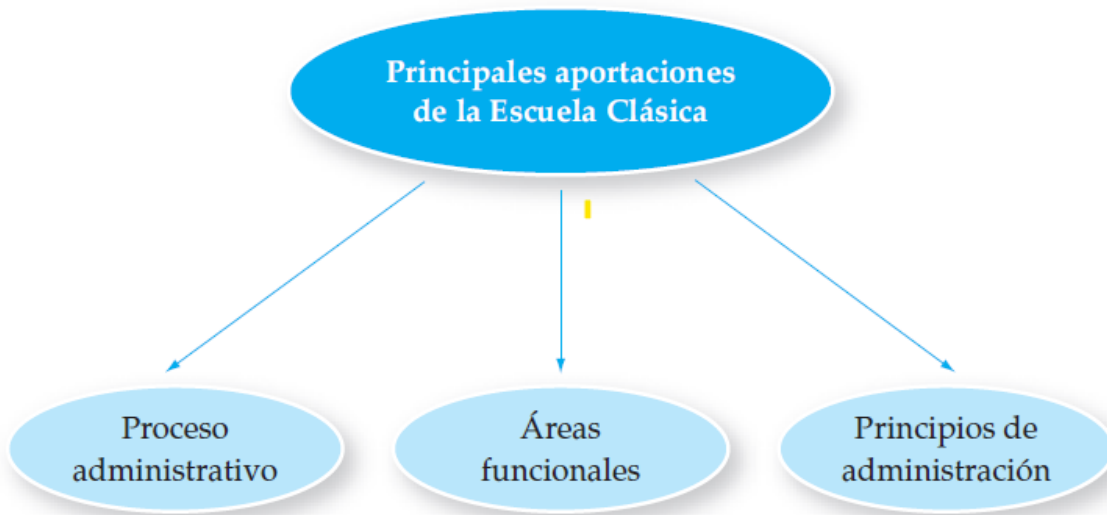 Principales aportaciones
de la Escuela Clásica
Proceso
administrativo
Áreas
funcionales
Principios de
administración